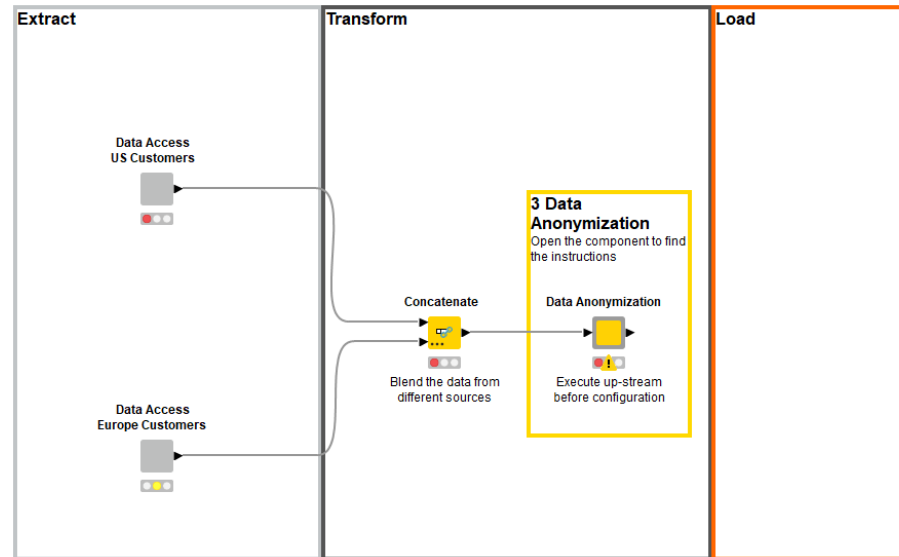 Extract
Transform
Load
Data Access
US Customers
3 Data
Anonymization
Open the component to find
the instructions
Concatenate
Data Anonymization
Blend the data from
different sources
Execute up-stream
before configuration
Data Access
Europe Customers